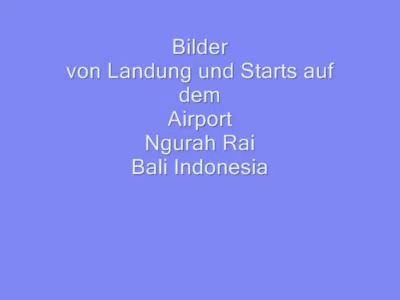 Bilder
von Landung und Starts auf
dem
Airport
Ngurah Rai
Bali Indonesia